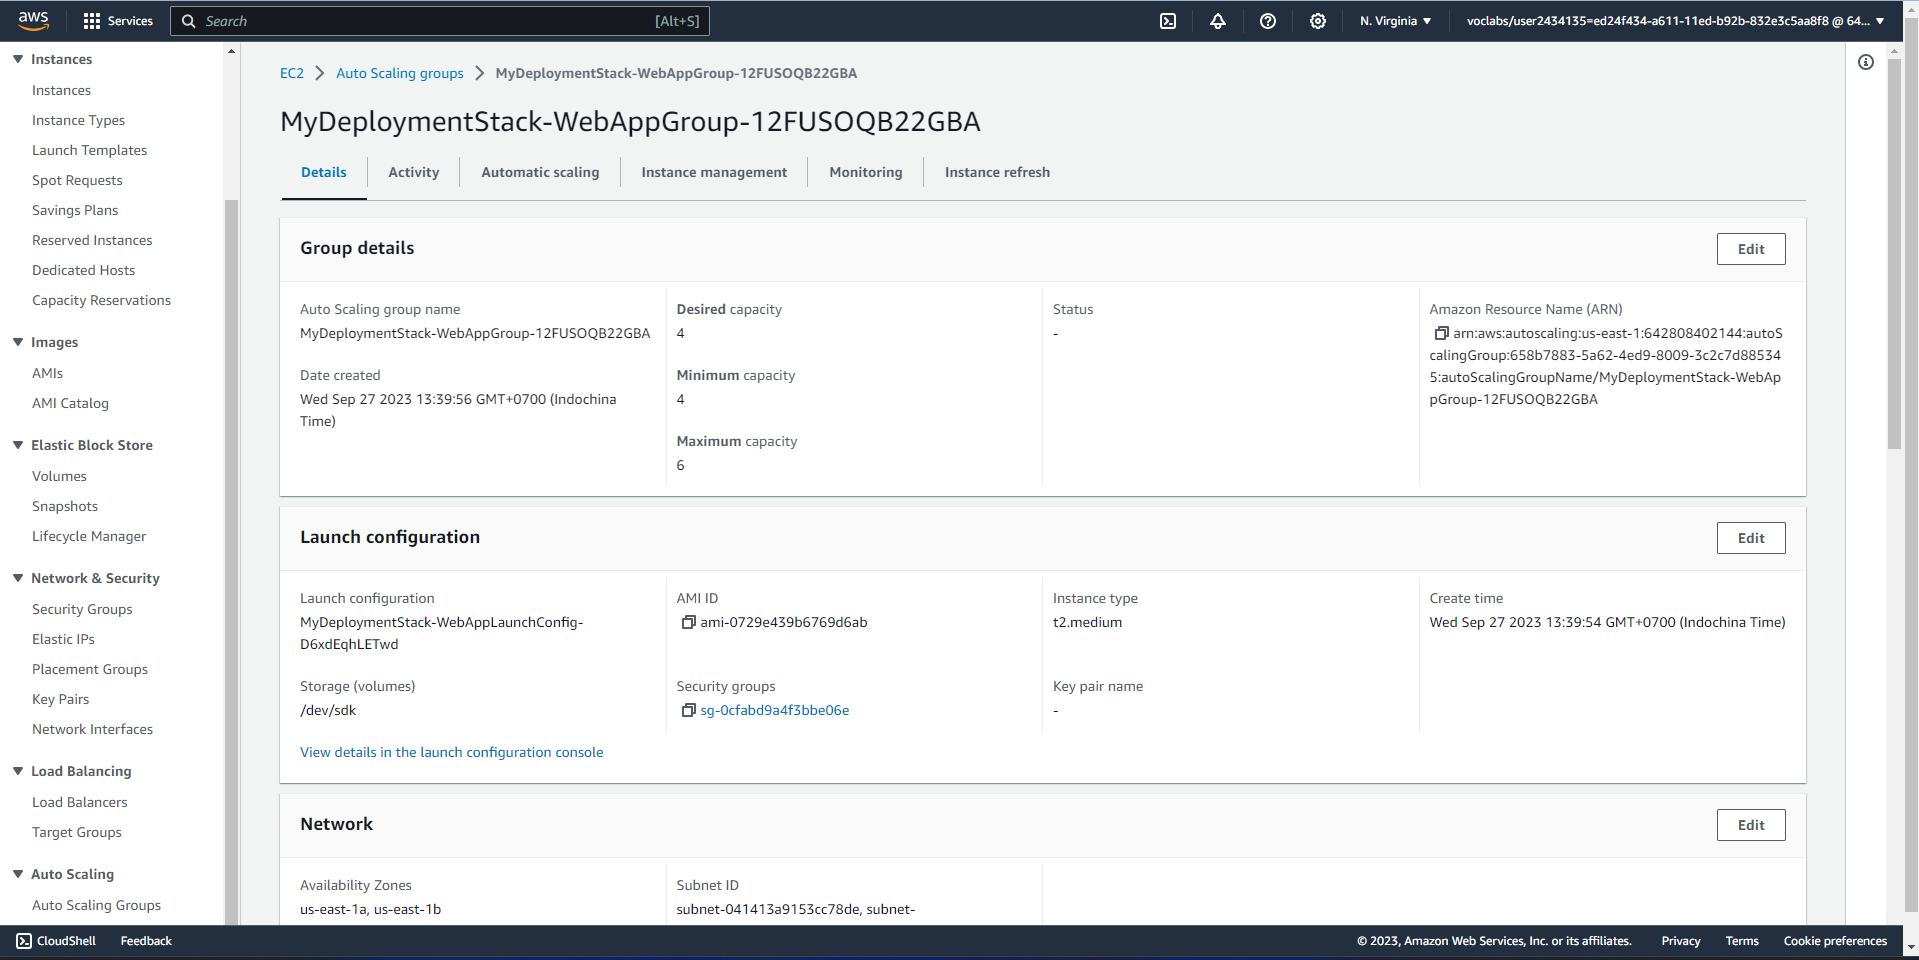 aws
Services
Search
[Alt+S]
N. Virginia
voclabs/user2434135=ed24f434-a611-11ed-b92b-832e3c5aa8f8 @ 64...
Instances
Instances
Instance Types
Launch Templates
Spot Requests
Savings Plans
Reserved Instances
Dedicated Hosts
Capacity Reservations
Images
AMIs
AMI Catalog
Elastic Block Store
Volumes
Snapshots
Lifecycle Manager
Network & Security
Security Groups
Elastic IPs
Placement Groups
Key Pairs
Network Interfaces
Load Balancing
Load Balancers
Target Groups
Auto Scaling
Auto Scaling Groups
EC2
Auto Scaling groups
MyDeploymentStack-WebAppGroup-12FUSOQB22GBA
MyDeploymentStack-WebAppGroup-12FUSOQB22GBA
Details
Activity
Automatic scaling
Instance management
Monitoring
Instance refresh
Group details
Edit
Auto Scaling group name
MyDeploymentStack-WebAppGroup-12FUSOQB22GBA
Date created
Wed Sep 27 2023 13:39:56 GMT+0700 (Indochina
Time)
Desired capacity
4
Minimum capacity
4
Maximum capacity
6
Status
-
Amazon Resource Name (ARN)
arn:aws:autoscaling:us-east-1:642808402144:autoS
calingGroup:658b7883-5a62-4ed9-8009-3c2c7d88534
5:autoScalingGroupName/MyDeploymentStack-WebAp
pGroup-12FUSOQB22GBA
Launch configuration
Edit
Launch configuration
MyDeploymentStack-WebAppLaunchConfig-
D6xdEqhLETwd
Storage (volumes)
/dev/sdk
AMI ID
ami-0729e439b6769d6ab
Security groups
sg-0cfabd9a4f3bbe06e
Instance type
t2.medium
Key pair name
-
Create time
Wed Sep 27 2023 13:39:54 GMT+0700 (Indochina Time)
View details in the launch configuration console
Network
Edit
Availability Zones
us-east-1a, us-east-1b
Subnet ID
subnet-041413a9153cc78de, subnet-
CloudShell
Feedback
© 2023, Amazon Web Services, Inc. or its affiliates.
Privacy
Terms
Cookie preferences